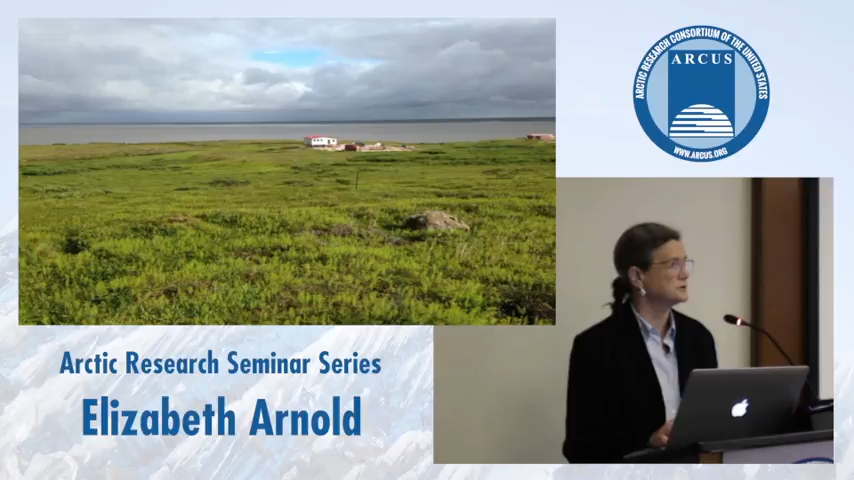 ARCTIC RESEARCH CONSORTIUM OF THE UNITED STATES
ARCUS
WWW.ARCUS.ORG
Arctic Research Seminar Series
Elizabeth Arnold